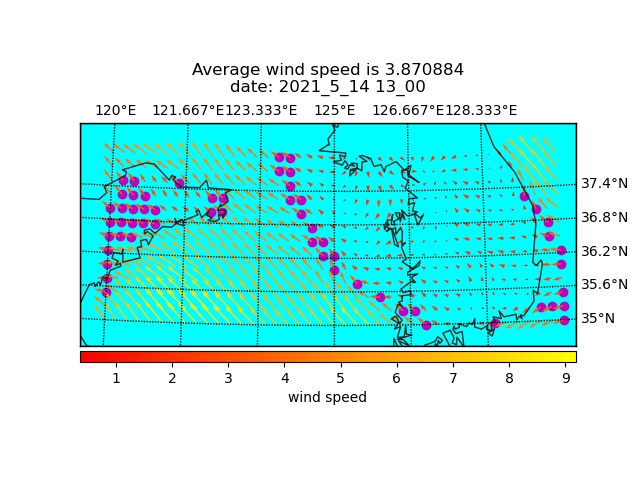 Average wind speed is 3.870884
date: 2021_5_14 13_00
120°E 121.667°E 123.333°E 125°E 126.667°E 128.333°E
37.4°N
36.8°N
36.2°N
35.6°N
35°N
1 2 3 4 5 6 7 8 9
wind speed